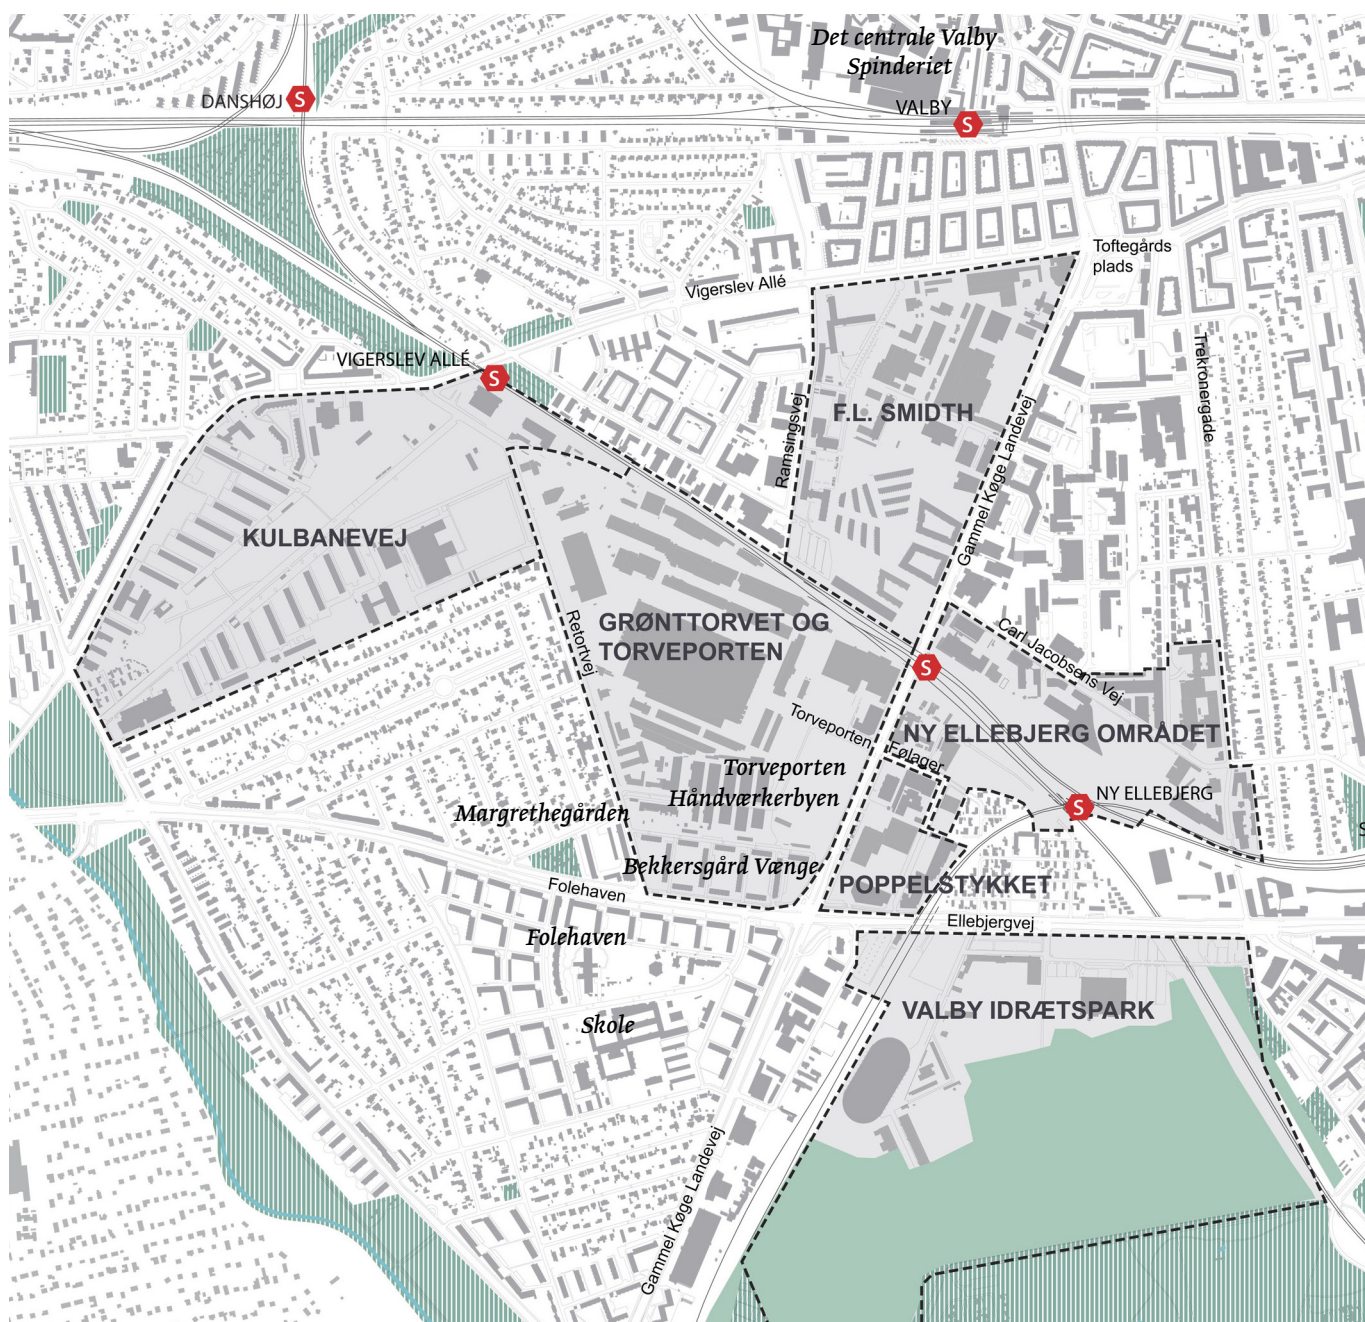 Det centrale Valby
Spinderiet
DANSHØJ
S
VALBY
S
Toftegårds
plads
Vigerslev Allé
VIGERSLEV ALLÉ
S
Trekronergade
Ramsingsvej
F.L. SMIDTH
Gammel Køge Landevej
KULBANEVEJ
Retortvej
GRØNTTORVET OG
TORVEPORTEN
Carl Jacobsens Vej
S
Torveporten
Følager
NY ELLEBJERG OMRÅDET
Torveporten
Håndværkerbyen
NY ELLEBJERG
S
Margrethegården
S
Bekkersgård Vænge
Folehaven
POPPELSTYKKET
Ellebjergvej
Folehaven
VALBY IDRÆTSPARK
Skole
Gammel Køge Landevej